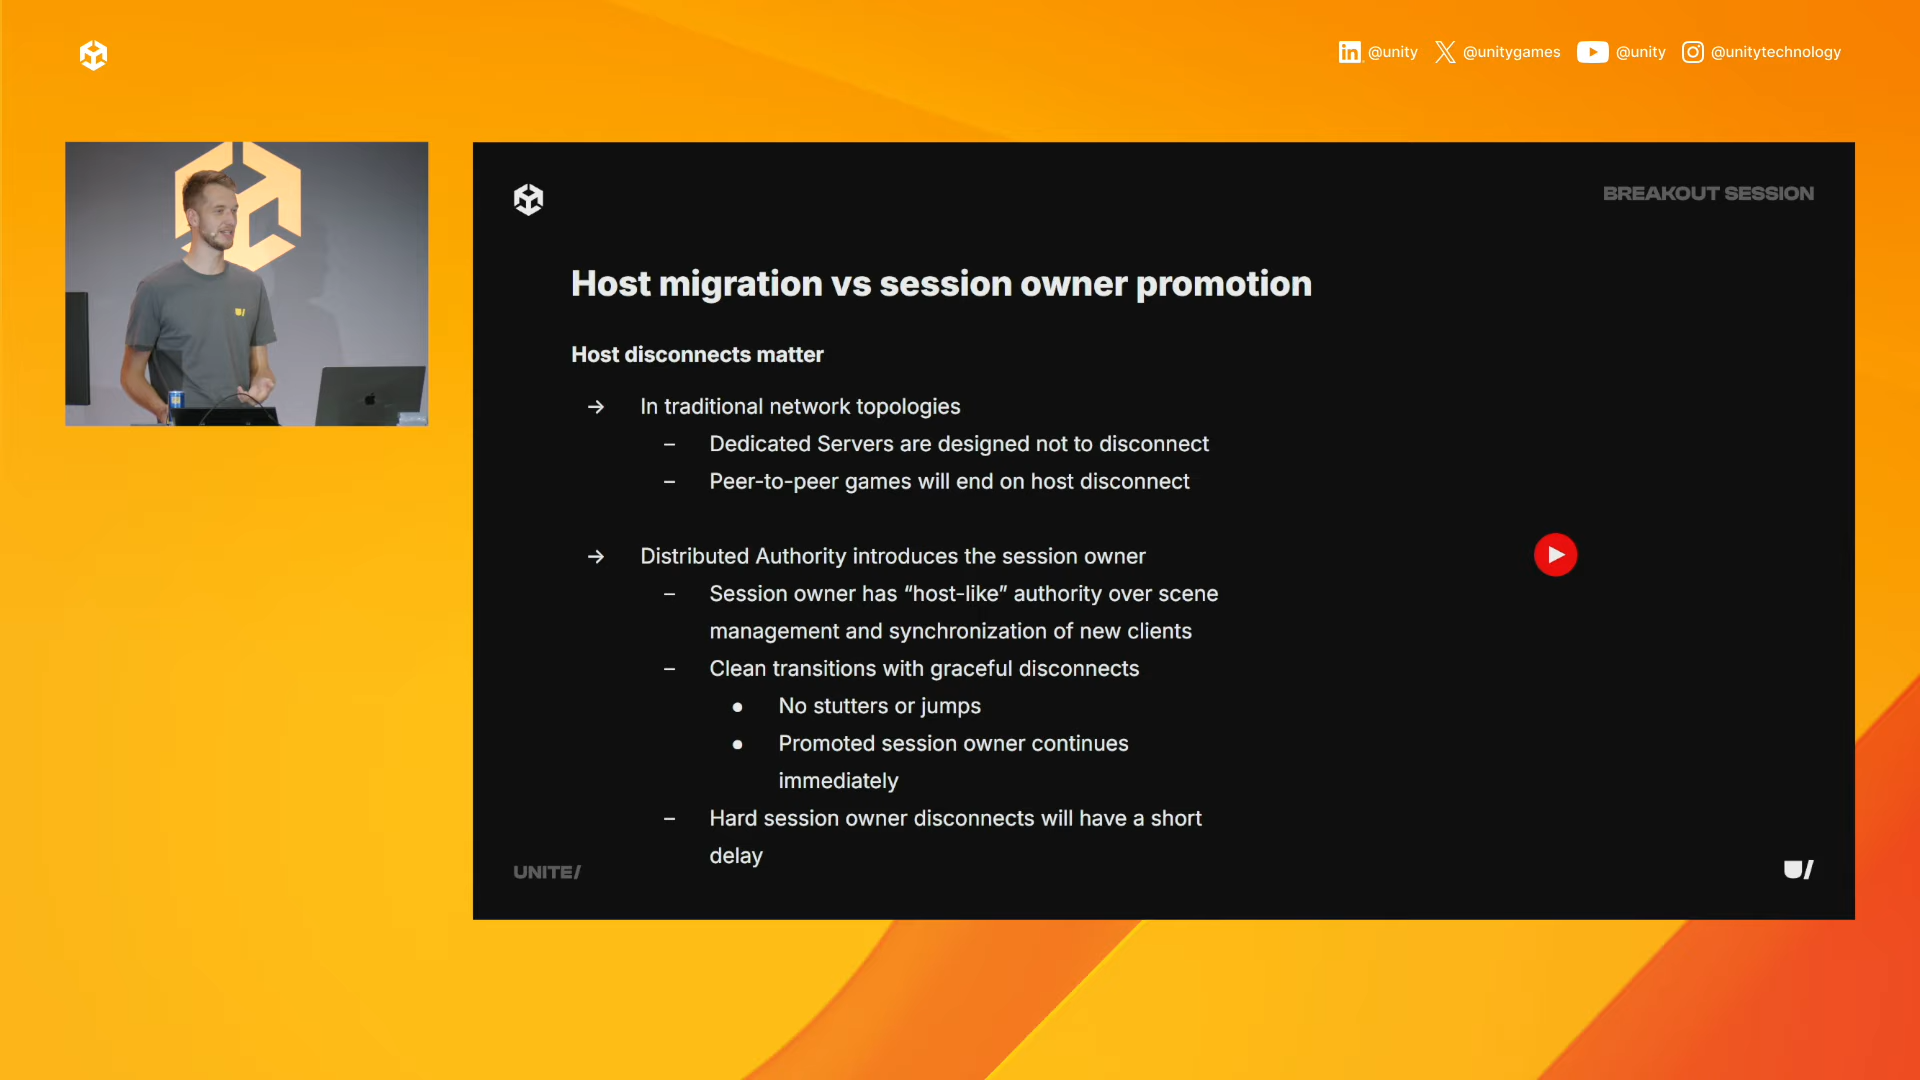 @unity @unitygames @unity @unitytechnology
BREAKOUT SESSION
Host migration vs session owner promotion
Host disconnects matter
→ In traditional network topologies
– Dedicated Servers are designed not to disconnect
– Peer-to-peer games will end on host disconnect
→ Distributed Authority introduces the session owner
– Session owner has “host-like” authority over scene
management and synchronization of new clients
– Clean transitions with graceful disconnects
● No stutters or jumps
● Promoted session owner continues
immediately
– Hard session owner disconnects will have a short
delay
UNITE/
U/